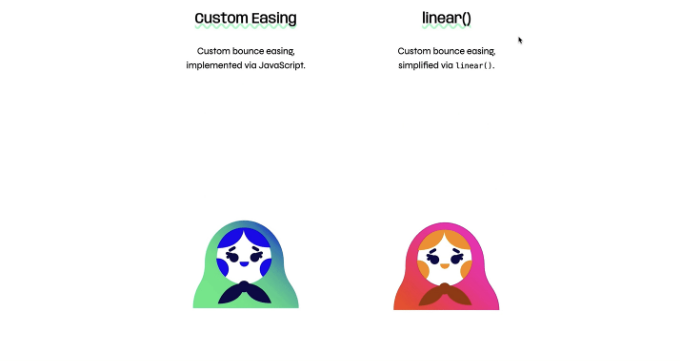 Custom Easing
Custom bounce easing,
implemented via JavaScript.
linear()
Custom bounce easing,
simplified via linear().